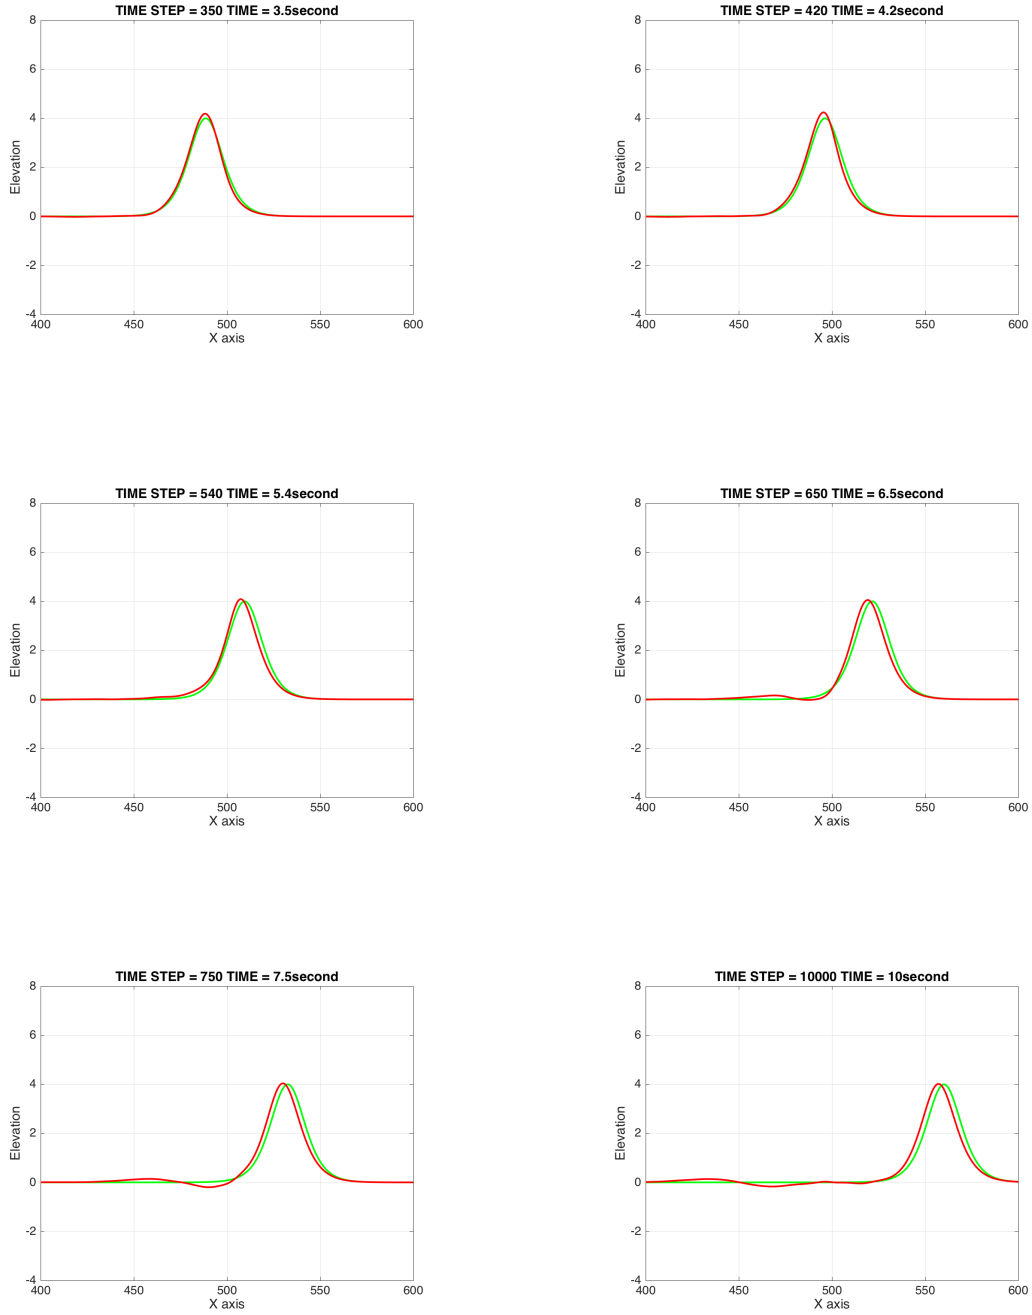 TIME STEP = 350 TIME = 3.5second
8
6
4
2
0
-2
-4
Elevation
400 450 500 550 600
X axis
TIME STEP = 420 TIME = 4.2second
8
6
4
2
0
-2
-4
Elevation
400 450 500 550 600
X axis
TIME STEP = 540 TIME = 5.4second
8
6
4
2
0
-2
-4
Elevation
400 450 500 550 600
X axis
TIME STEP = 650 TIME = 6.5second
8
6
4
2
0
-2
-4
Elevation
400 450 500 550 600
X axis
TIME STEP = 750 TIME = 7.5second
8
6
4
2
0
-2
-4
Elevation
400 450 500 550 600
X axis
TIME STEP = 10000 TIME = 10second
8
6
4
2
0
-2
-4
Elevation
400 450 500 550 600
X axis